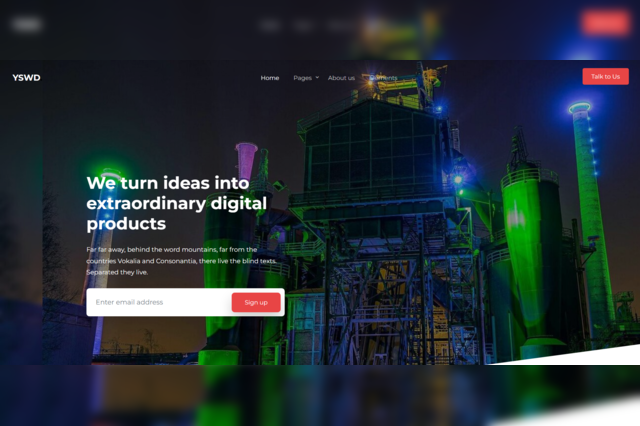 YSWD
Home Pages About us Elements
Talk to Us
We turn ideas into
extraordinary digital
products
Far far away, behind the word mountains, far from the
countries Vokalia and Consonantia, there live the blind texts.
Separated they live.
Enter email address
Sign up